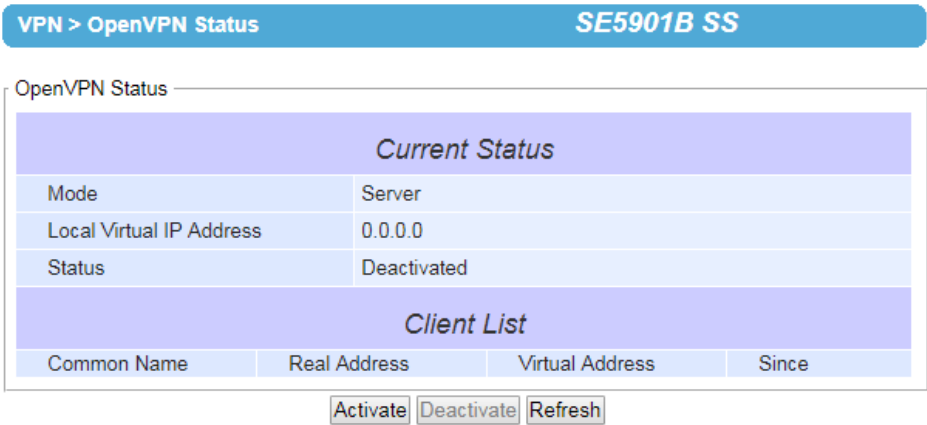 VPN > OpenVPN Status SE5901B SS
OpenVPN Status
Current Status
Mode Server
Local Virtual IP Address 0.0.0.0
Status Deactivated
Client List
Common Name Real Address Virtual Address Since
Activate Deactivate Refresh